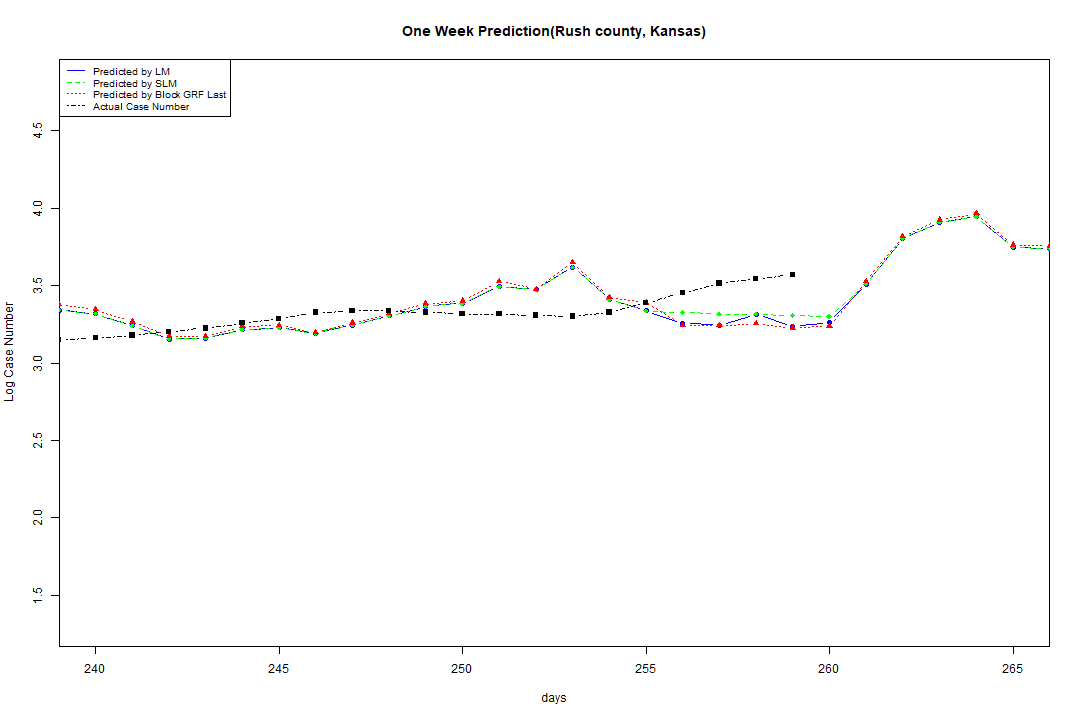 One Week Prediction(Rush county, Kansas)
Predicted by LM
Predicted by SLM
Predicted by Block GRF Last
Actual Case Number
4.5
4.0
3.5
3.0
2.5
2.0
1.5
Log Case Number
240 245 250 255 260 265
days